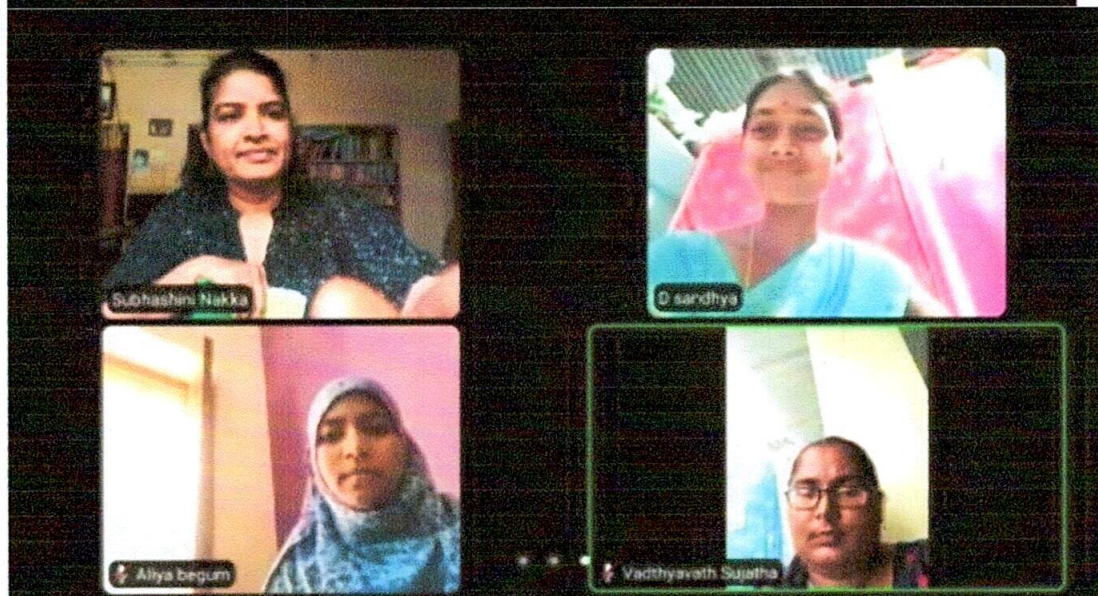 Subhashini Nakka
D sandhya
Aliya begum
Vadthyavath Sujatha